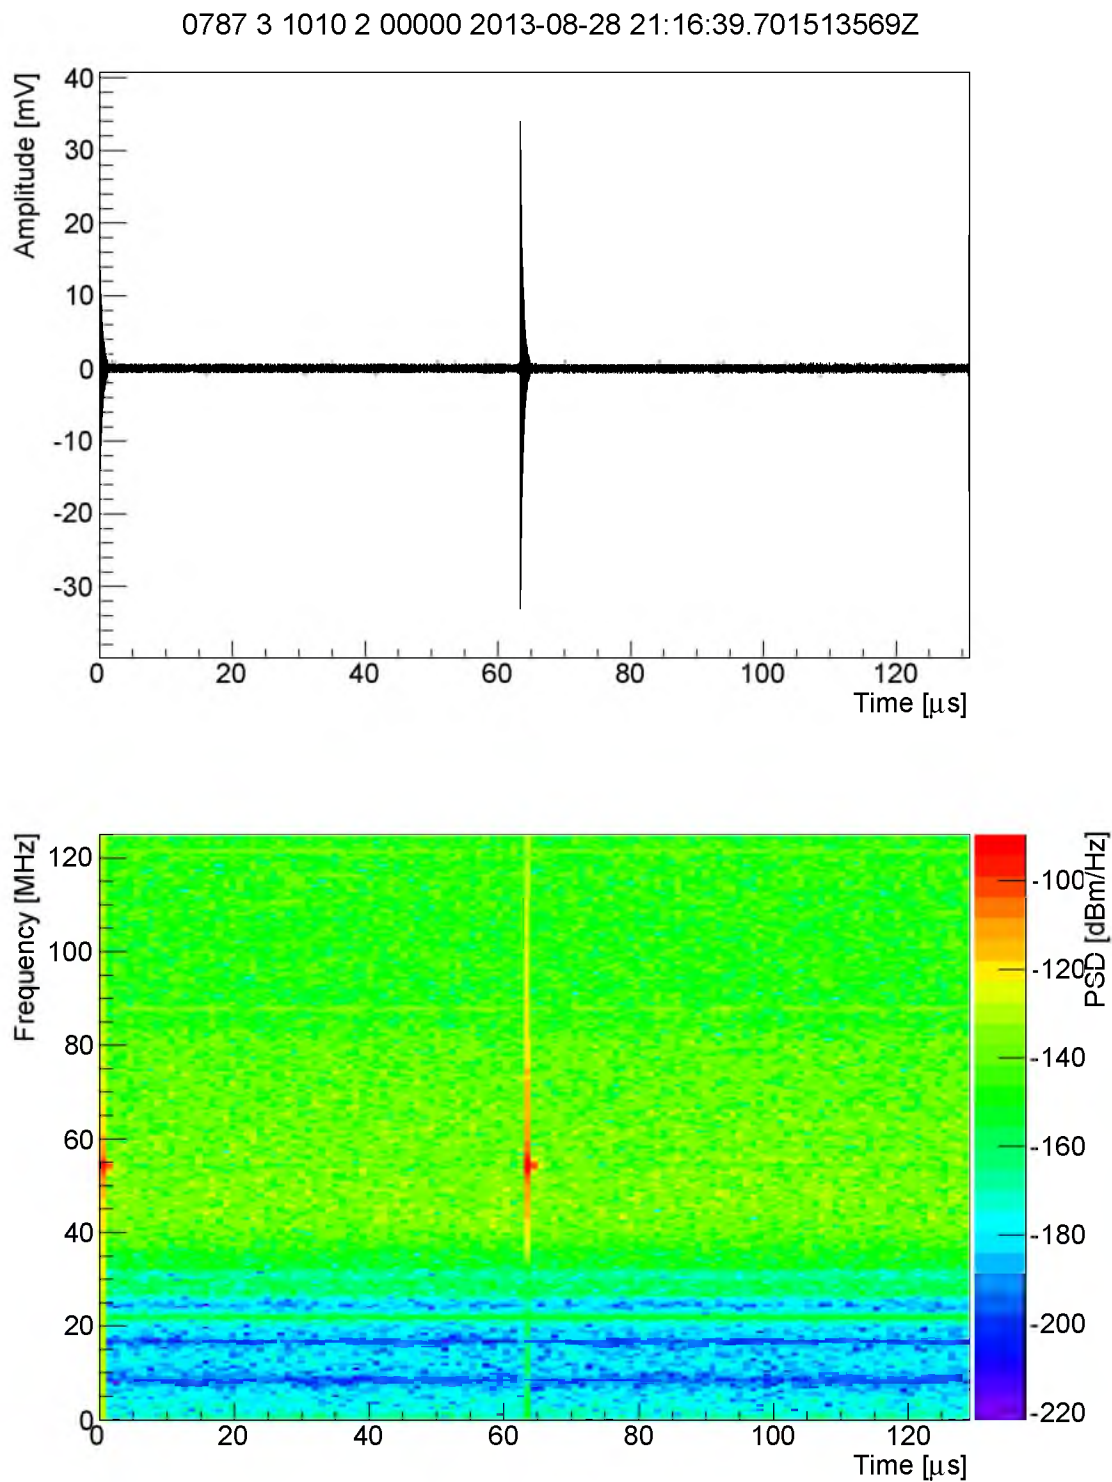 0787 3 1010 2 00000 2013-08-28 21:16:39.701513569Z
Amplitude [mV]
40
30
20
10
0
-10
-20
-30
0 20 40 60 80 100 120
Time [μs]
Frequency [MHz]
120
100
80
60
40
20
0
0 20 40 60 80 100 120
Time [μs]
PSD [dBm/Hz]
-100
-120
-140
-160
-180
-200
-220